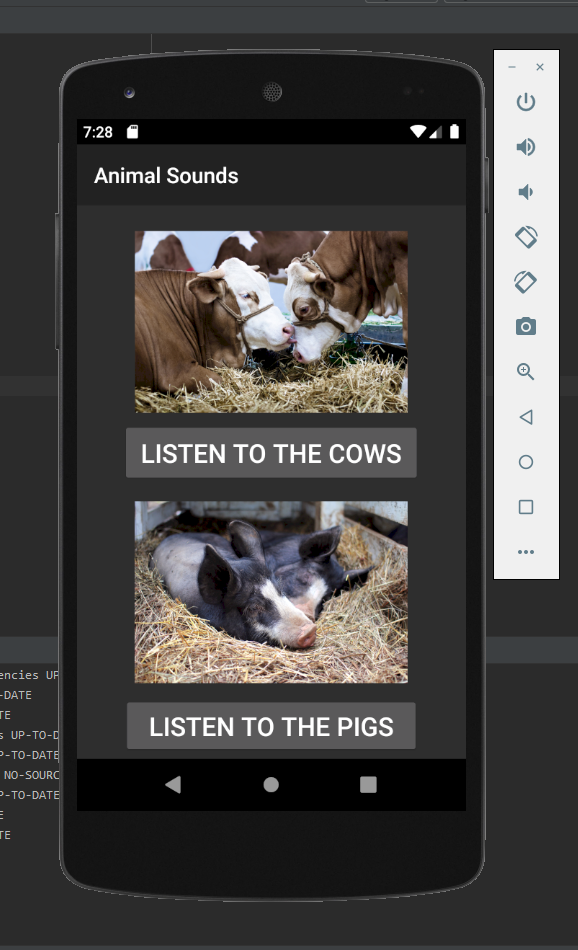 7:28
Animal Sounds
LISTEN TO THE COWS
LISTEN TO THE PIGS
encies UP
-DATE
TE
s UP-TO-D
P-TO-DATE
NO-SOURC
P-TO-DATE
E
TE